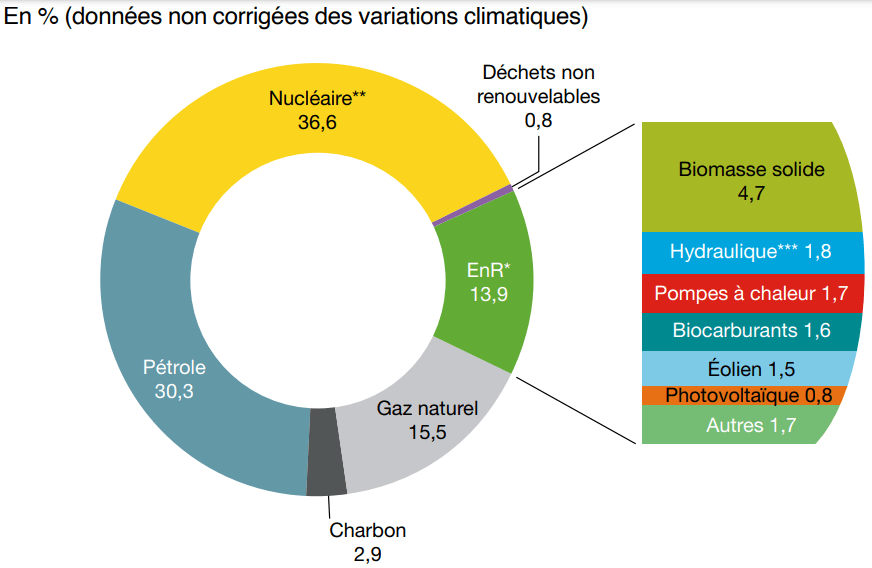 En % (données non corrigées des variations climatiques)
Déchets non
renouvelables
0,8
Nucléaire**
36,6
EnR*
13,9
Pétrole
30,3
Gaz naturel
15,5
Charbon
2,9
Biomasse solide
4,7
Hydraulique*** 1,8
Pompes à chaleur 1,7
Biocarburants 1,6
Éolien 1,5
Photovoltaïque 0,8
Autres 1,7